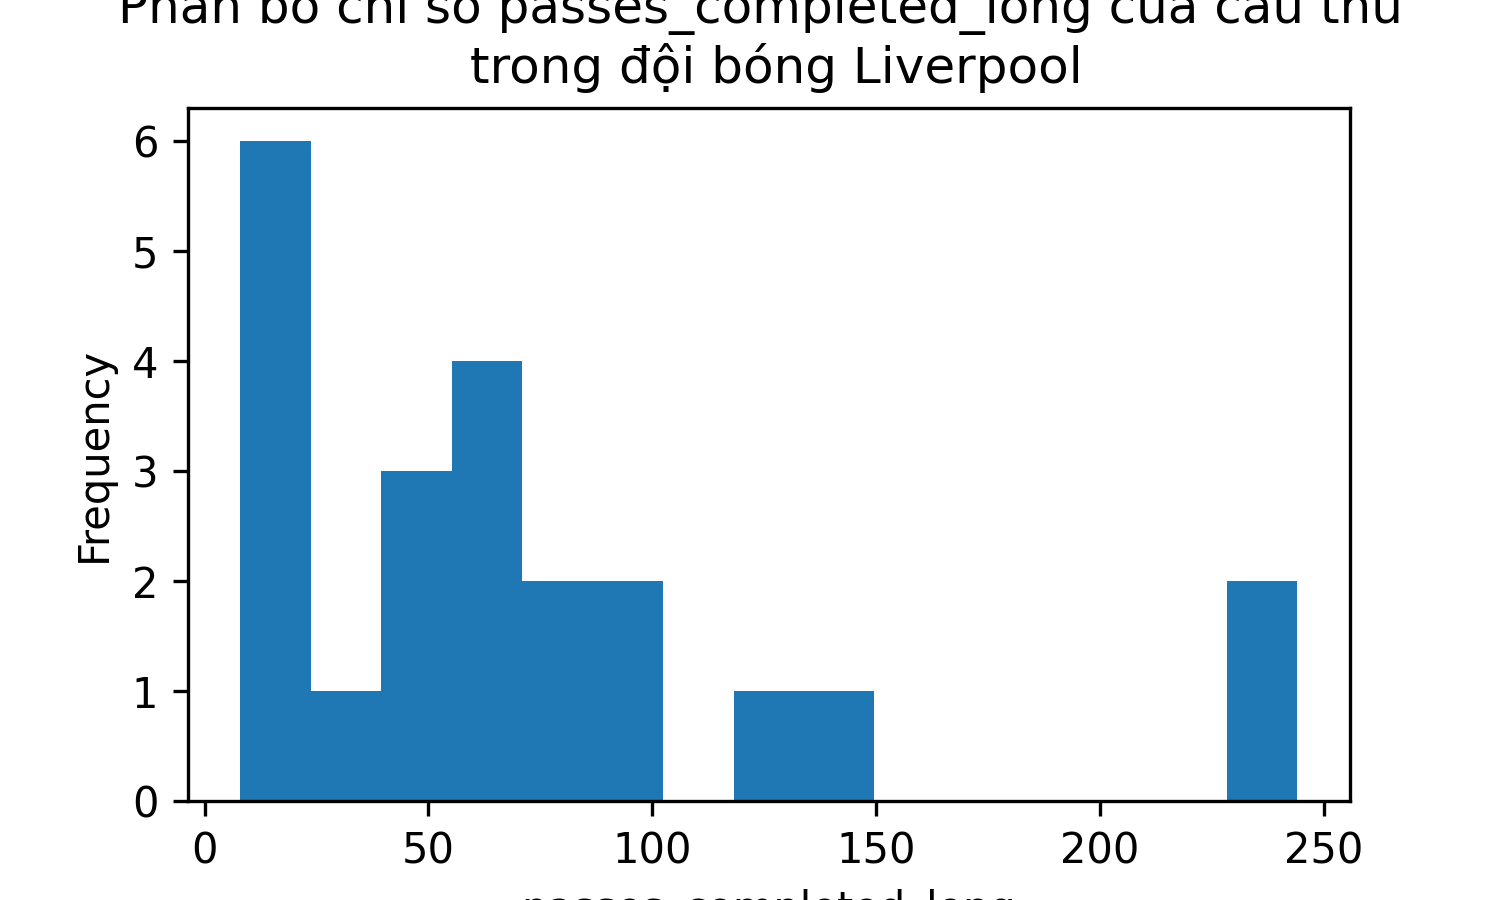 Phân bố chỉ số passes_completed_long của cầu thủ
trong đội bóng Liverpool
Frequency
6
5
4
3
2
1
0
0 50 100 150 200 250
passes_completed_long